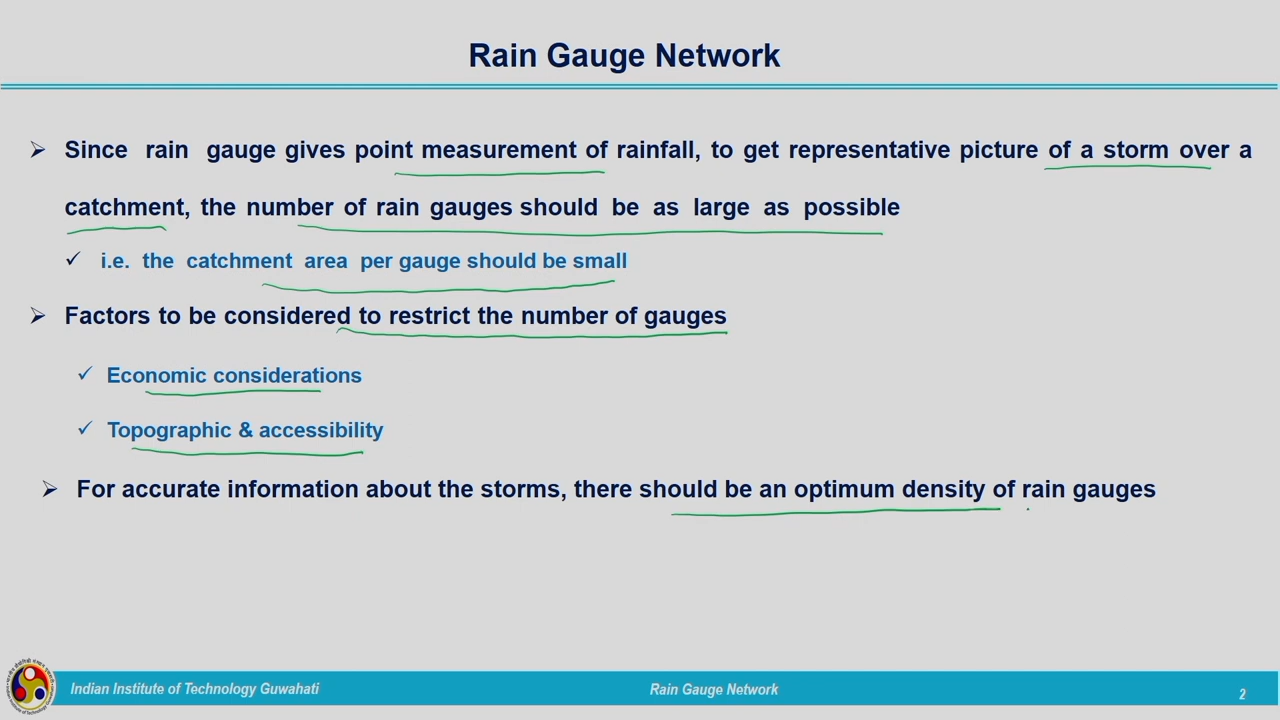 Rain Gauge Network
Since rain gauge gives point measurement of rainfall, to get representative picture of a storm over a
catchment, the number of rain gauges should be as large as possible
i.e. the catchment area per gauge should be small
Factors to be considered to restrict the number of gauges
Economic considerations
Topographic & accessibility
For accurate information about the storms, there should be an optimum density of rain gauges
Indian Institute of Technology Guwahati
Rain Gauge Network
2